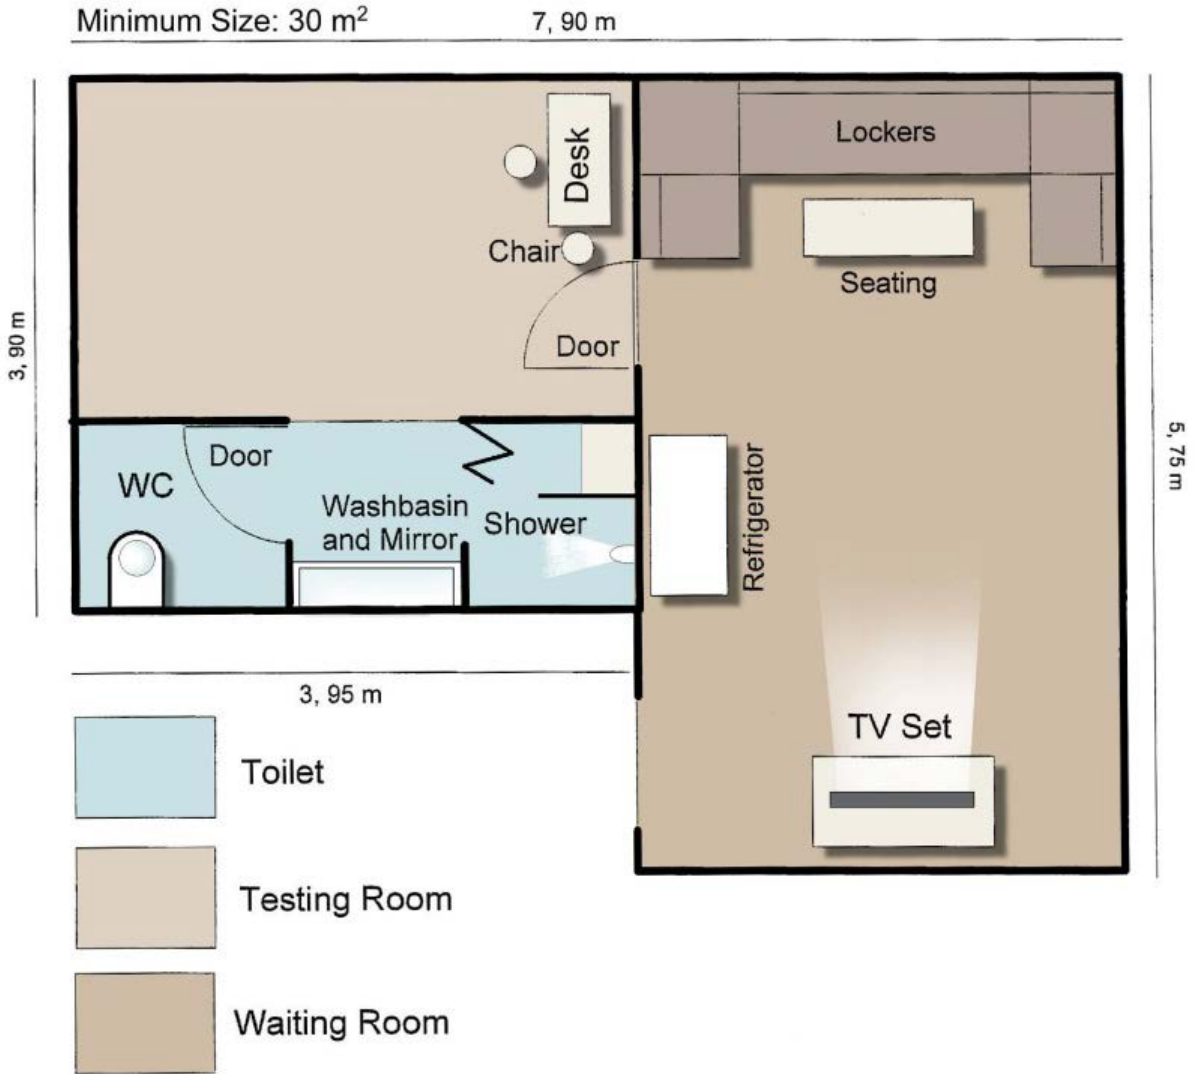 Minimum Size: 30 m²
7, 90 m
Desk
Lockers
Chair
Seating
Door
3, 90 m
5, 75 m
Door
WC
Washbasin
and Mirror
Shower
Refrigerator
3, 95 m
TV Set
Toilet
Testing Room
Waiting Room